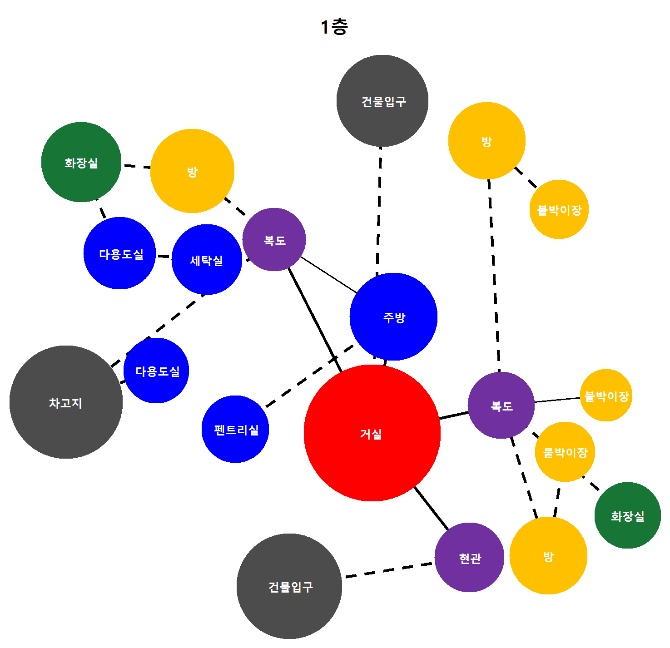 1층
건물입구
방
화장실
방
붙박이장
복도
다용도실
세탁실
주방
다용도실
차고지
붙박이장
복도
펜트리실
거실
붙박이장
화장실
방
현관
건물입구